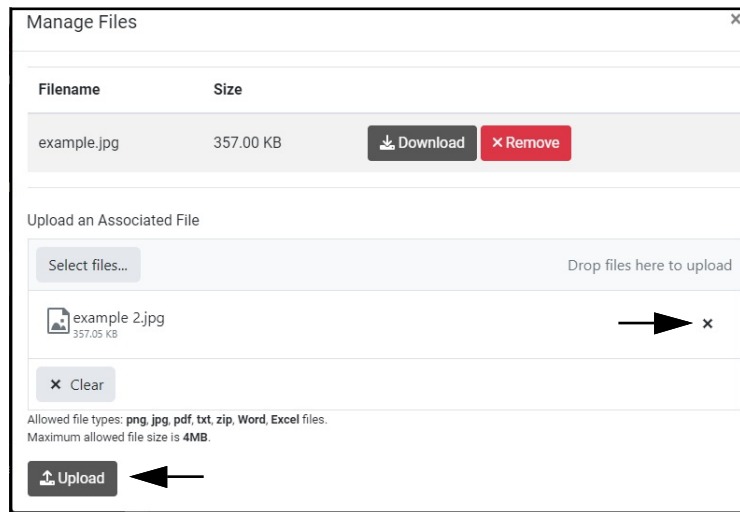 Manage Files ×
Filename Size
example.jpg 357.00 KB Download × Remove
Upload an Associated File
Select files... Drop files here to upload
example 2.jpg ×
357.05 KB
× Clear
Allowed file types: png, jpg, pdf, txt, zip, Word, Excel files.
Maximum allowed file size is 4MB.
Upload